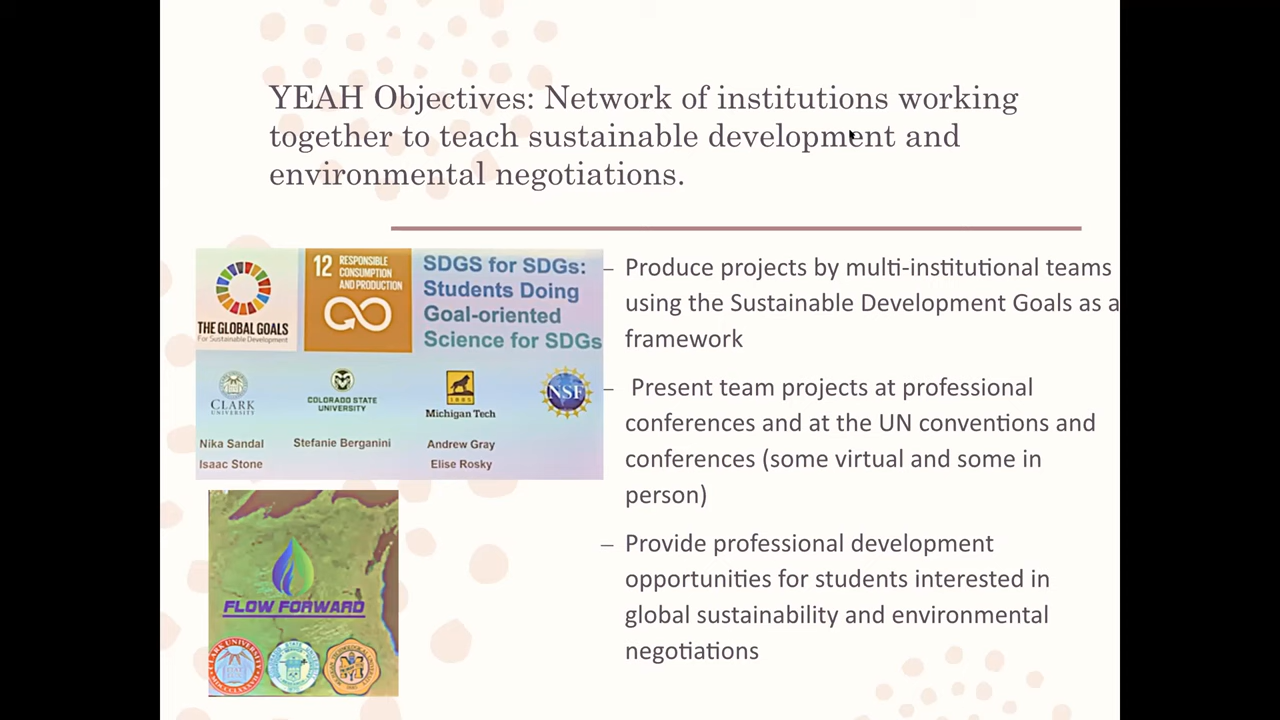 YEAH Objectives: Network of institutions working
together to teach sustainable development and
environmental negotiations.
12 RESPONSIBLE
CONSUMPTION
AND PRODUCTION
THE GLOBAL GOALS
For Sustainable Development
SDGS for SDGs:
Students Doing
Goal-oriented
Science for SDGs
CLARK
UNIVERSITY
COLORADO STATE
UNIVERSITY
1885
Michigan Tech
NSF
Nika Sandal
Stefanie Berganini
Andrew Gray
Isaac Stone
Elise Rosky
FLOW FORWARD
CLARK UNIVERSITY
– Produce projects by multi-institutional teams
using the Sustainable Development Goals as a
framework
– Present team projects at professional
conferences and at the UN conventions and
conferences (some virtual and some in
person)
– Provide professional development
opportunities for students interested in
global sustainability and environmental
negotiations